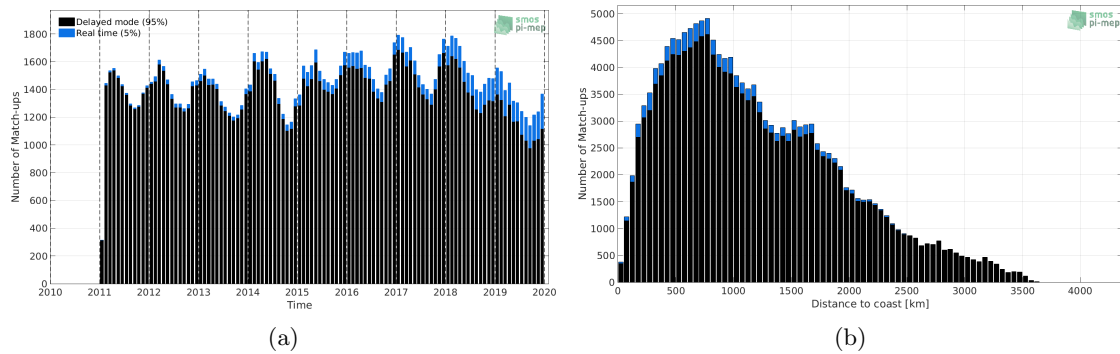 Delayed mode (95%)
Real time (5%)
smos
pi-mep
Number of Match-ups
1800
1600
1400
1200
1000
800
600
400
200
0
2010 2011 2012 2013 2014 2015 2016 2017 2018 2019 2020
Time
(a)
smos
pi-mep
Number of Match-ups
5000
4500
4000
3500
3000
2500
2000
1500
1000
500
0
0 500 1000 1500 2000 2500 3000 3500 4000
Distance to coast [km]
(b)